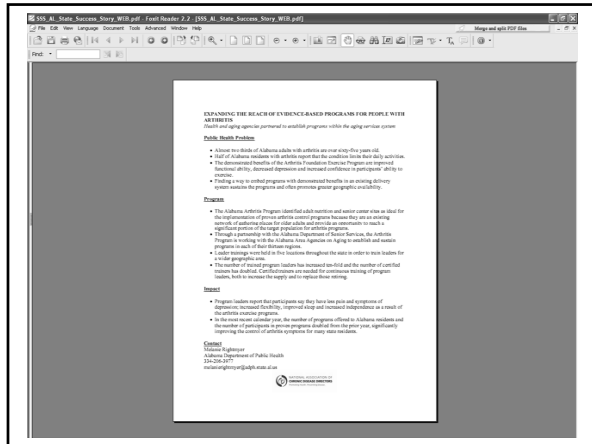 SSS_AL_State_Success_Story_WEB.pdf - Foxit Reader 2.2 - [SSS_AL_State_Success_Story_WEB.pdf]
File Edit View Language Document Tools Advanced Window Help
Merge and split PDF files
Find:
EXPANDING THE REACH OF EVIDENCE-BASED PROGRAMS FOR PEOPLE WITH
ARTHRITIS
Health and aging agencies partnered to establish programs within the aging services system
Public Health Problem
• Almost two thirds of Alabama adults with arthritis are over sixty-five years old.
• Half of Alabama residents with arthritis report that the condition limits their daily activities.
• The demonstrated benefits of the Arthritis Foundation Exercise Program are improved
functional ability, decreased depression and increased confidence in participants' ability to
exercise.
• Finding a way to embed programs with demonstrated benefits in an existing delivery
system sustains the programs and often promotes greater geographic availability.
Program
• The Alabama Arthritis Program identified adult nutrition and senior center sites as ideal for
the implementation of proven arthritis control programs because they are an existing
network of gathering places for older adults and provide an opportunity to reach a
significant portion of the target population for arthritis programs.
• Through a partnership with the Alabama Department of Senior Services, the Arthritis
Program is working with the Alabama Area Agencies on Aging to establish and sustain
programs in each of their thirteen regions.
• Leader trainings were held in five locations throughout the state in order to train leaders for
a wider geographic area.
• The number of trained program leaders has increased ten-fold and the number of certified
trainers has doubled. Certified trainers are needed for continuous training of program
leaders, both to increase the supply and to replace those retiring.
Impact
• Program leaders report that participants say they have less pain and symptoms of
depression; increased flexibility, improved sleep and increased independence as a result of
the arthritis exercise programs.
• In the most recent calendar year, the number of programs offered to Alabama residents and
the number of participants in proven programs doubled from the prior year, significantly
improving the control of arthritis symptoms for many state residents.
Contact
Melanie Rightmyer
Alabama Department of Public Health
334-206-3977
melanierightmyer@adph.state.al.us
NATIONAL ASSOCIATION OF
CHRONIC DISEASE DIRECTORS